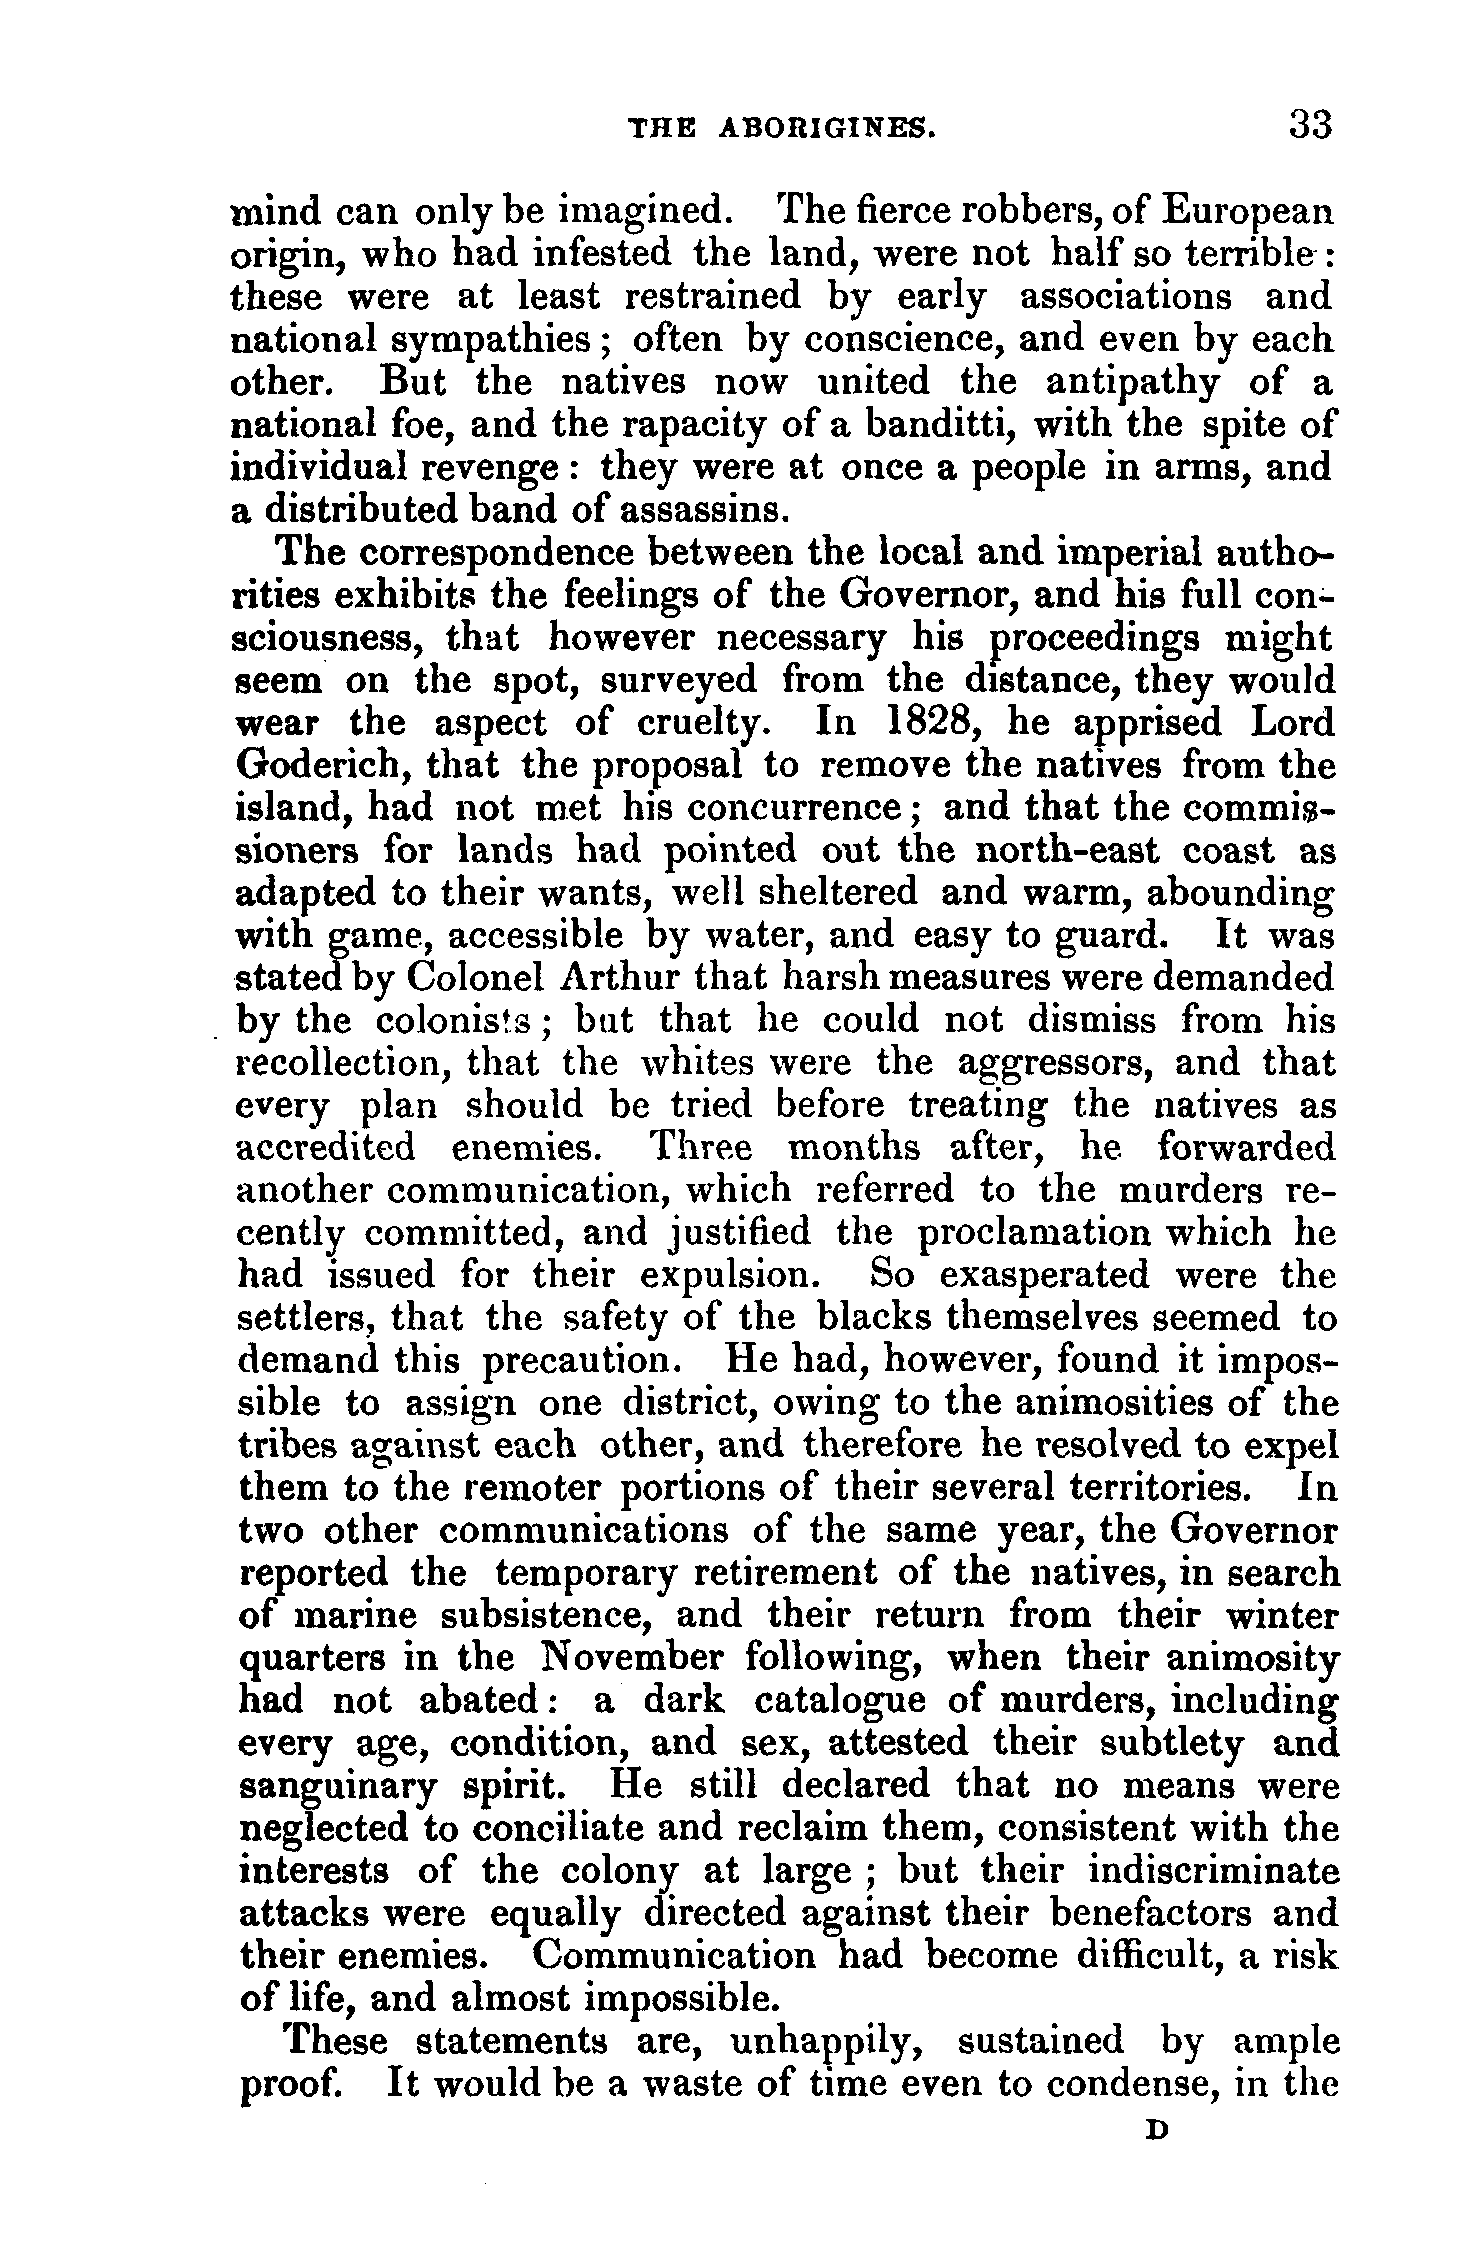 THE ABORIGINES. 33
mind can only be imagined. The fierce robbers, of European
origin, who had infested the land, were not half so terrible :
these were at least restrained by early associations and
national sympathies ; often by conscience, and even by each
other. But the natives now united the antipathy of a
national foe, and the rapacity of a banditti, with the spite of
individual revenge : they were at once a people in arms, and
a distributed band of assassins.
The correspondence between the local and imperial autho-
rities exhibits the feelings of the Governor, and his full con-
sciousness, that however necessary his proceedings might
seem on the spot, surveyed from the distance, they would
wear the aspect of cruelty. In 1828, he apprised Lord
Goderich, that the proposal to remove the natives from the
island, had not met his concurrence ; and that the commis-
sioners for lands had pointed out the north-east coast as
adapted to their wants, well sheltered and warm, abounding
with game, accessible by water, and easy to guard. It was
stated by Colonel Arthur that harsh measures were demanded
by the colonists ; but that he could not dismiss from his
recollection, that the whites were the aggressors, and that
every plan should be tried before treating the natives as
accredited enemies. Three months after, he forwarded
another communication, which referred to the murders re-
cently committed, and justified the proclamation which he
had issued for their expulsion. So exasperated were the
settlers, that the safety of the blacks themselves seemed to
demand this precaution. He had, however, found it impos-
sible to assign one district, owing to the animosities of the
tribes against each other, and therefore he resolved to expel
them to the remoter portions of their several territories. In
two other communications of the same year, the Governor
reported the temporary retirement of the natives, in search
of marine subsistence, and their return from their winter
quarters in the November following, when their animosity
had not abated : a dark catalogue of murders, including
every age, condition, and sex, attested their subtlety and
sanguinary spirit. He still declared that no means were
neglected to conciliate and reclaim them, consistent with the
interests of the colony at large ; but their indiscriminate
attacks were equally directed against their benefactors and
their enemies. Communication had become difficult, a risk
of life, and almost impossible.
These statements are, unhappily, sustained by ample
proof. It would be a waste of time even to condense, in the
D